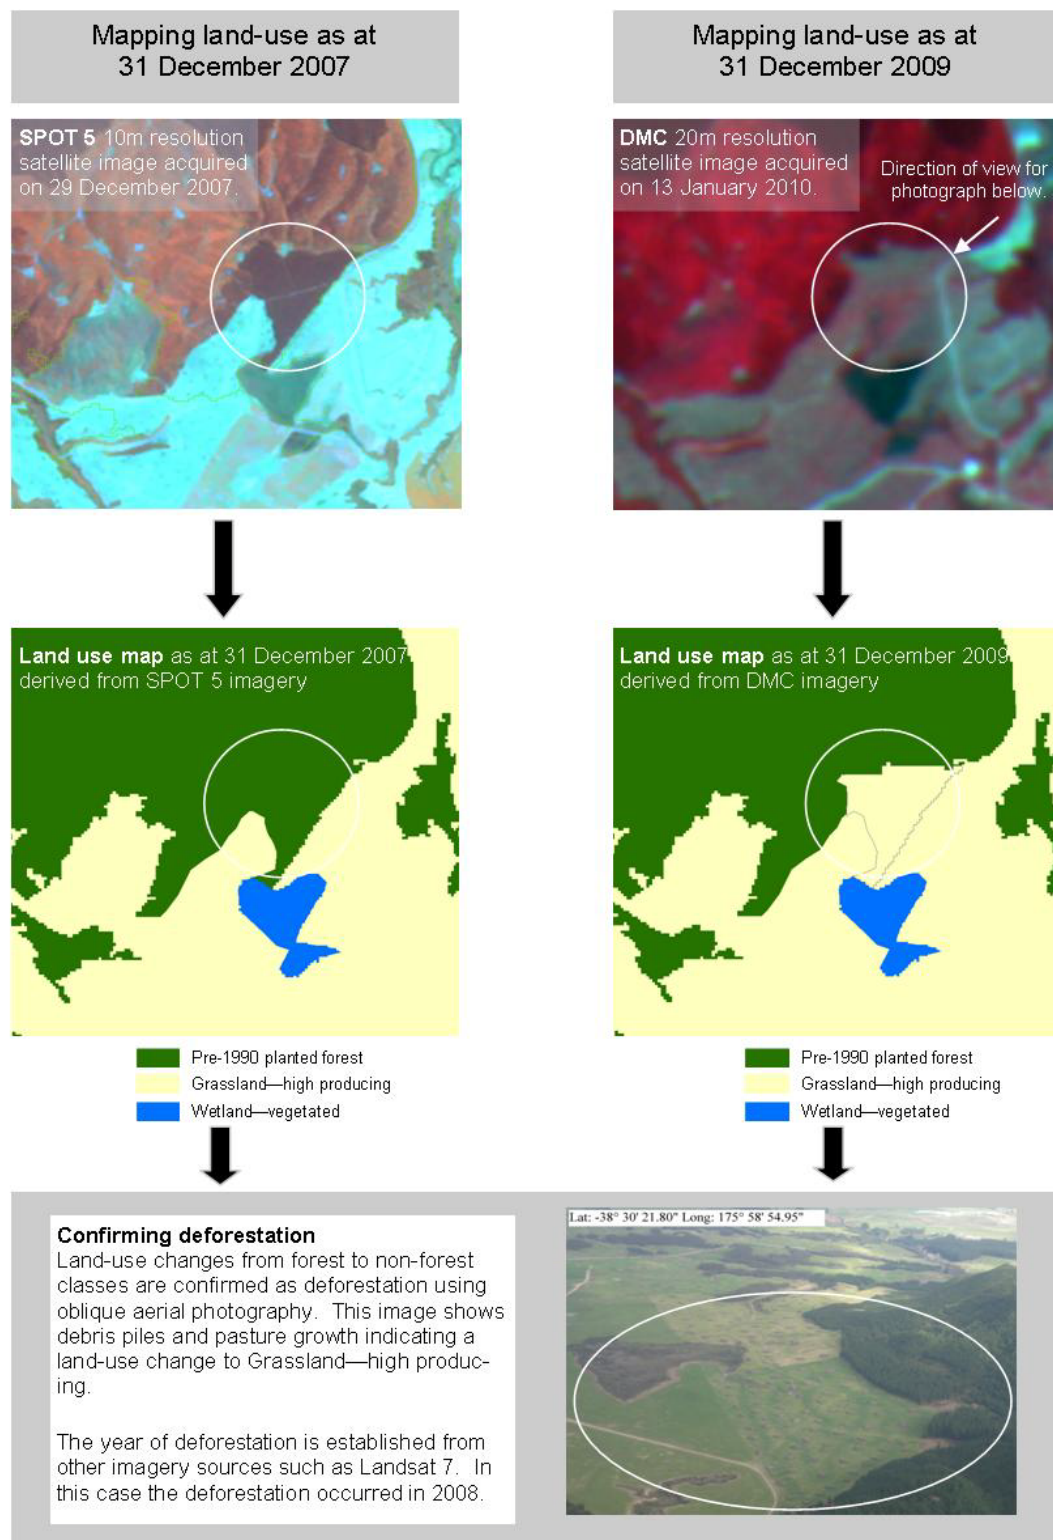 Mapping land-use as at
31 December 2007
Mapping land-use as at
31 December 2009
SPOT 5 10m resolution
satellite image acquired
on 29 December 2007.
DMC 20m resolution
satellite image acquired
on 13 January 2010.
Direction of view for
photograph below.
Land use map as at 31 December 2007
derived from SPOT 5 imagery
Land use map as at 31 December 2009
derived from DMC imagery
Pre-1990 planted forest
Grassland—high producing
Wetland—vegetated
Pre-1990 planted forest
Grassland—high producing
Wetland—vegetated
Confirming deforestation
Land-use changes from forest to non-forest
classes are confirmed as deforestation using
oblique aerial photography.  This image shows
debris piles and pasture growth indicating a
land-use change to Grassland—high produc-
ing.
The year of deforestation is established from
other imagery sources such as Landsat 7.  In
this case the deforestation occurred in 2008.
Lat: -38° 30' 21.80" Long: 175° 58' 54.95"